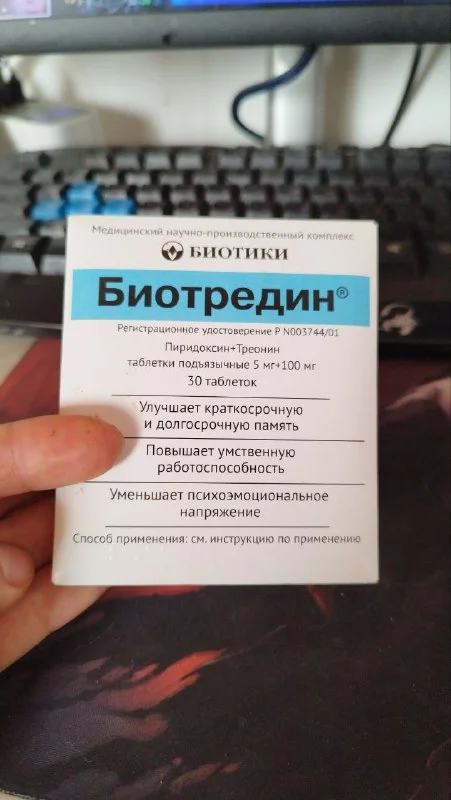 Медицинский научно-производственный комплекс
БИОТИКИ
Биотредин®
Регистрационное удостоверение Р N003744/01
Пиридоксин+Треонин
таблетки подъязычные 5 мг+100 мг
30 таблеток
Улучшает краткосрочную
и долгосрочную память
Повышает умственную
работоспособность
Уменьшает психоэмоциональное
напряжение
Способ применения: см. инструкцию по применению